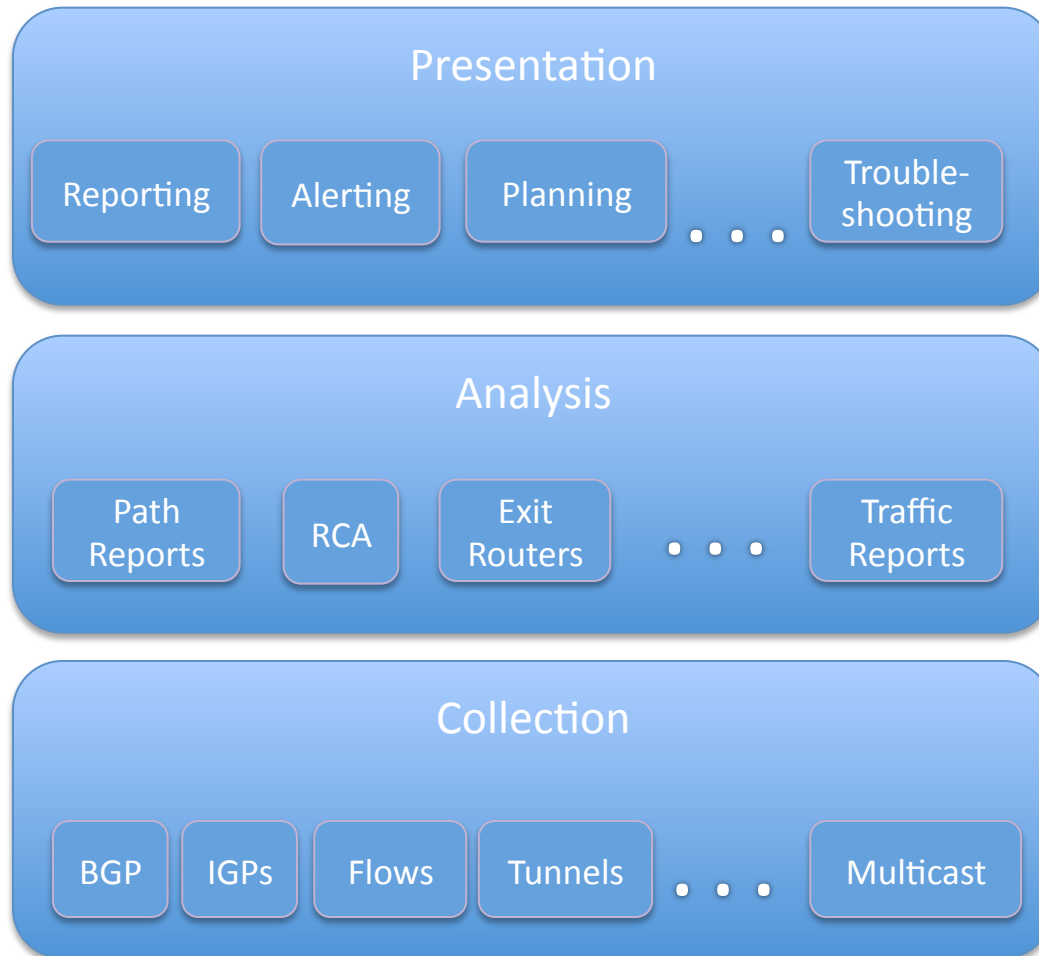 Presentation
Reporting
Alerting
Planning
. . .
Trouble-
shooting
Analysis
Path
Reports
RCA
Exit
Routers
. . .
Traffic
Reports
Collection
BGP
IGPs
Flows
Tunnels
. . .
Multicast